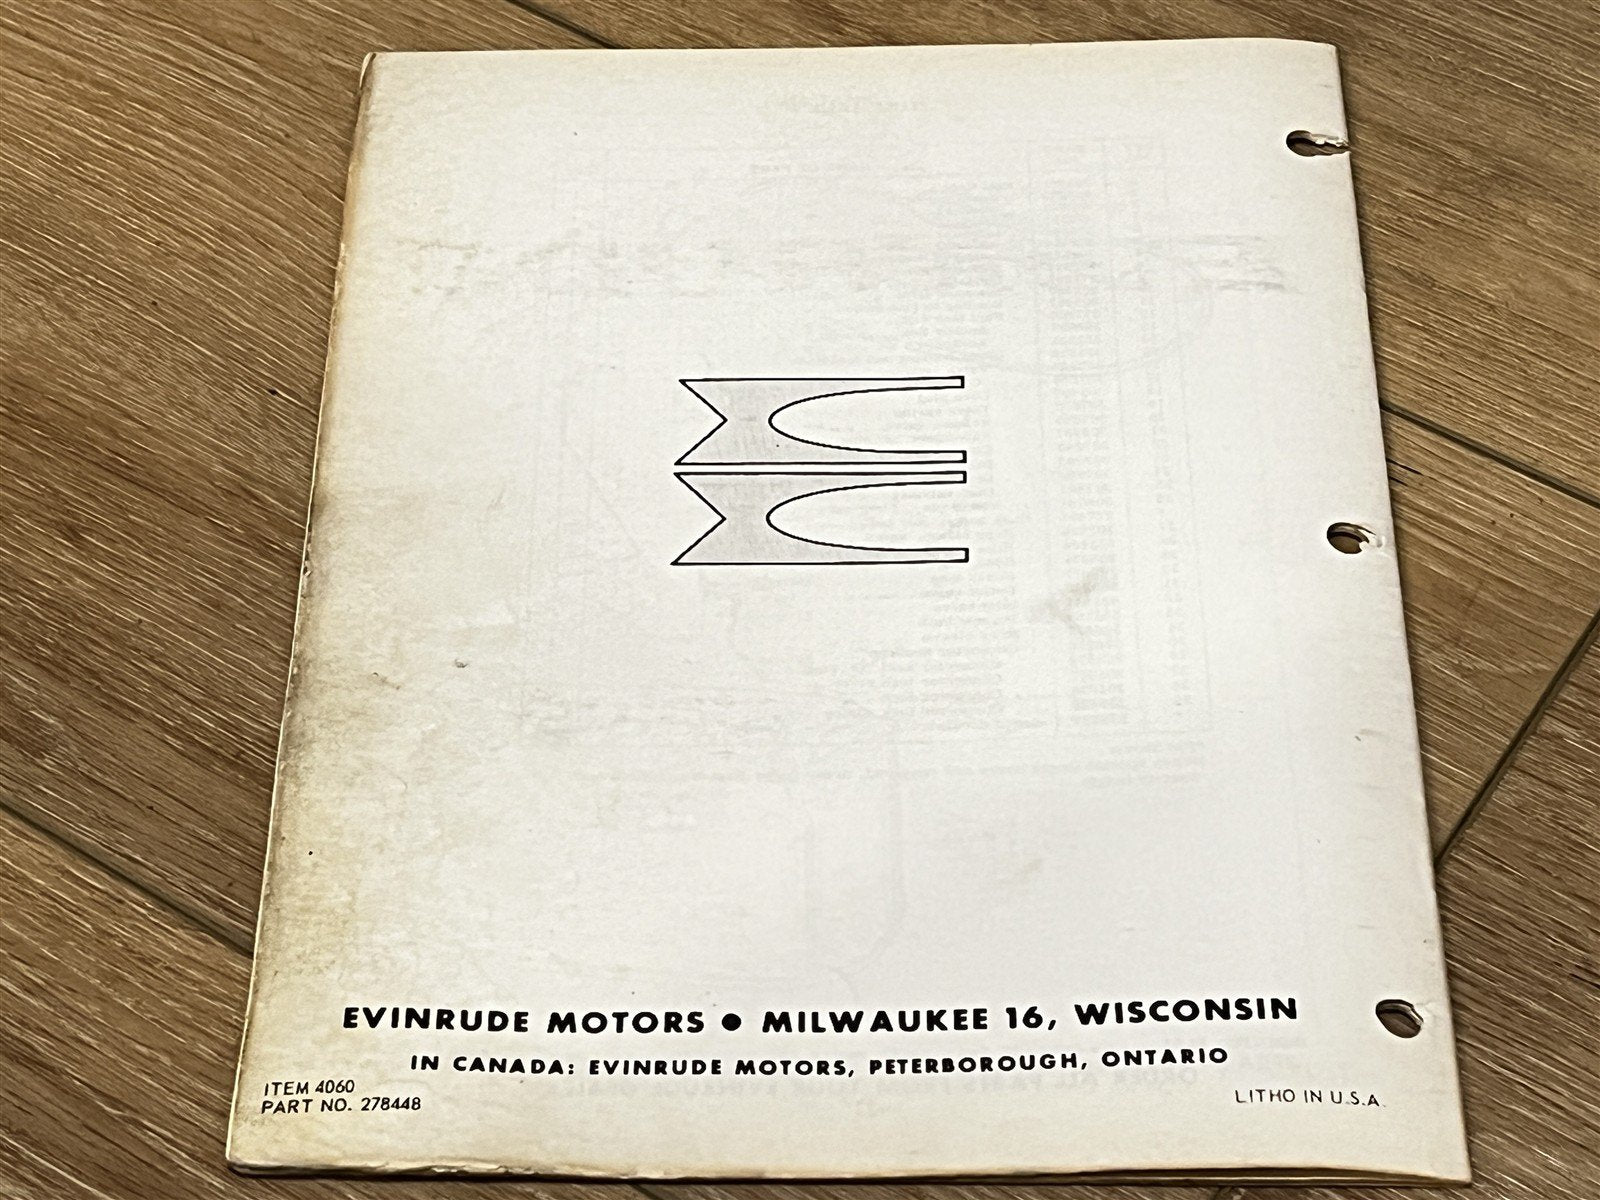 EVINRUDE MOTORS ● MILWAUKEE 16, WISCONSIN
IN CANADA: EVINRUDE MOTORS, PETERBOROUGH, ONTARIO
ITEM 4060
PART NO. 278448
LITHO IN U.S.A.